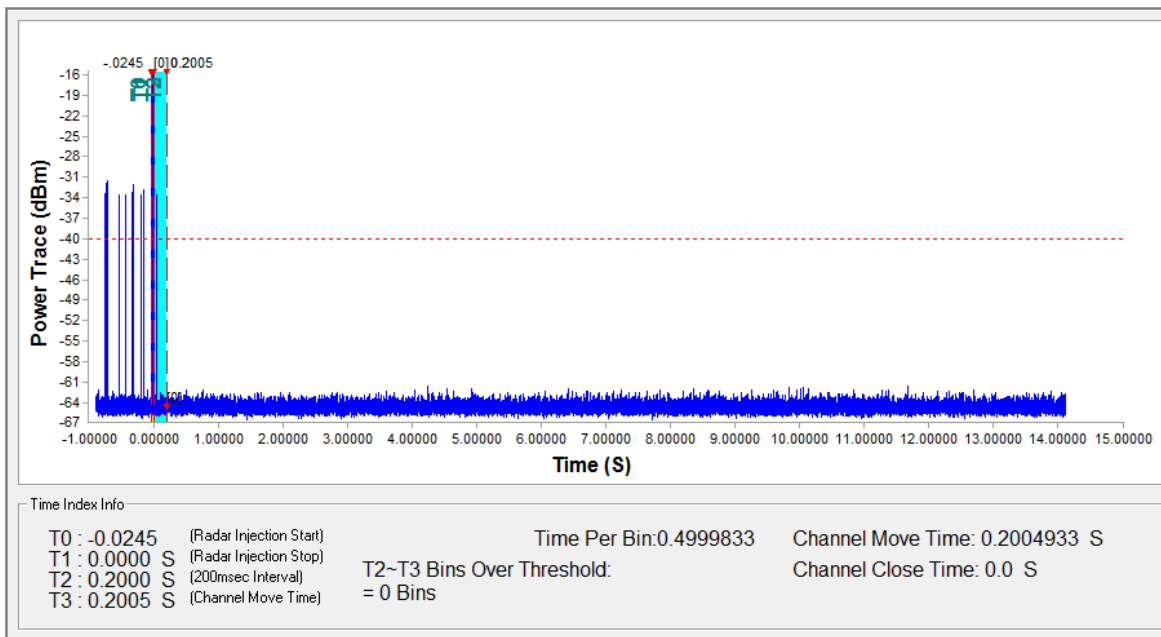 -.0245 [0] 0.2005
T0
T2
-16
-19
-22
-25
-28
-31
-34
-37
-40
-43
-46
-49
-52
-55
-58
-61
-64
-67
Power Trace (dBm)
[0]
-1.00000 0.00000 1.00000 2.00000 3.00000 4.00000 5.00000 6.00000 7.00000 8.00000 9.00000 10.00000 11.00000 12.00000 13.00000 14.00000 15.00000
Time (S)
Time Index Info
T0 : -0.0245 (Radar Injection Start)
T1 : 0.0000 S (Radar Injection Stop)
T2 : 0.2000 S (200msec Interval)
T3 : 0.2005 S (Channel Move Time)
Time Per Bin:0.4999833
T2~T3 Bins Over Threshold:
= 0 Bins
Channel Move Time: 0.2004933 S
Channel Close Time: 0.0 S